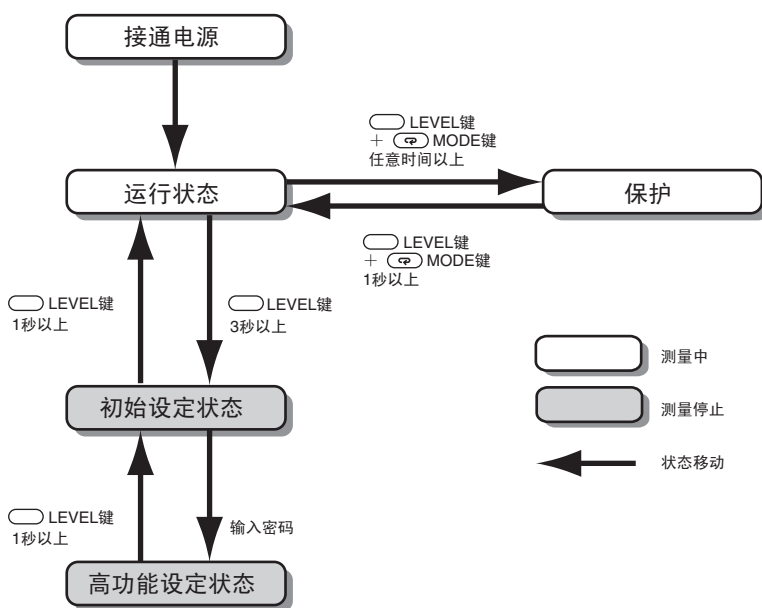 接通电源
LEVEL键
+ MODE键
任意时间以上
运行状态
保护
LEVEL键
+ MODE键
1秒以上
LEVEL键
1秒以上
LEVEL键
3秒以上
测量中
初始设定状态
测量停止
状态移动
LEVEL键
1秒以上
输入密码
高功能设定状态